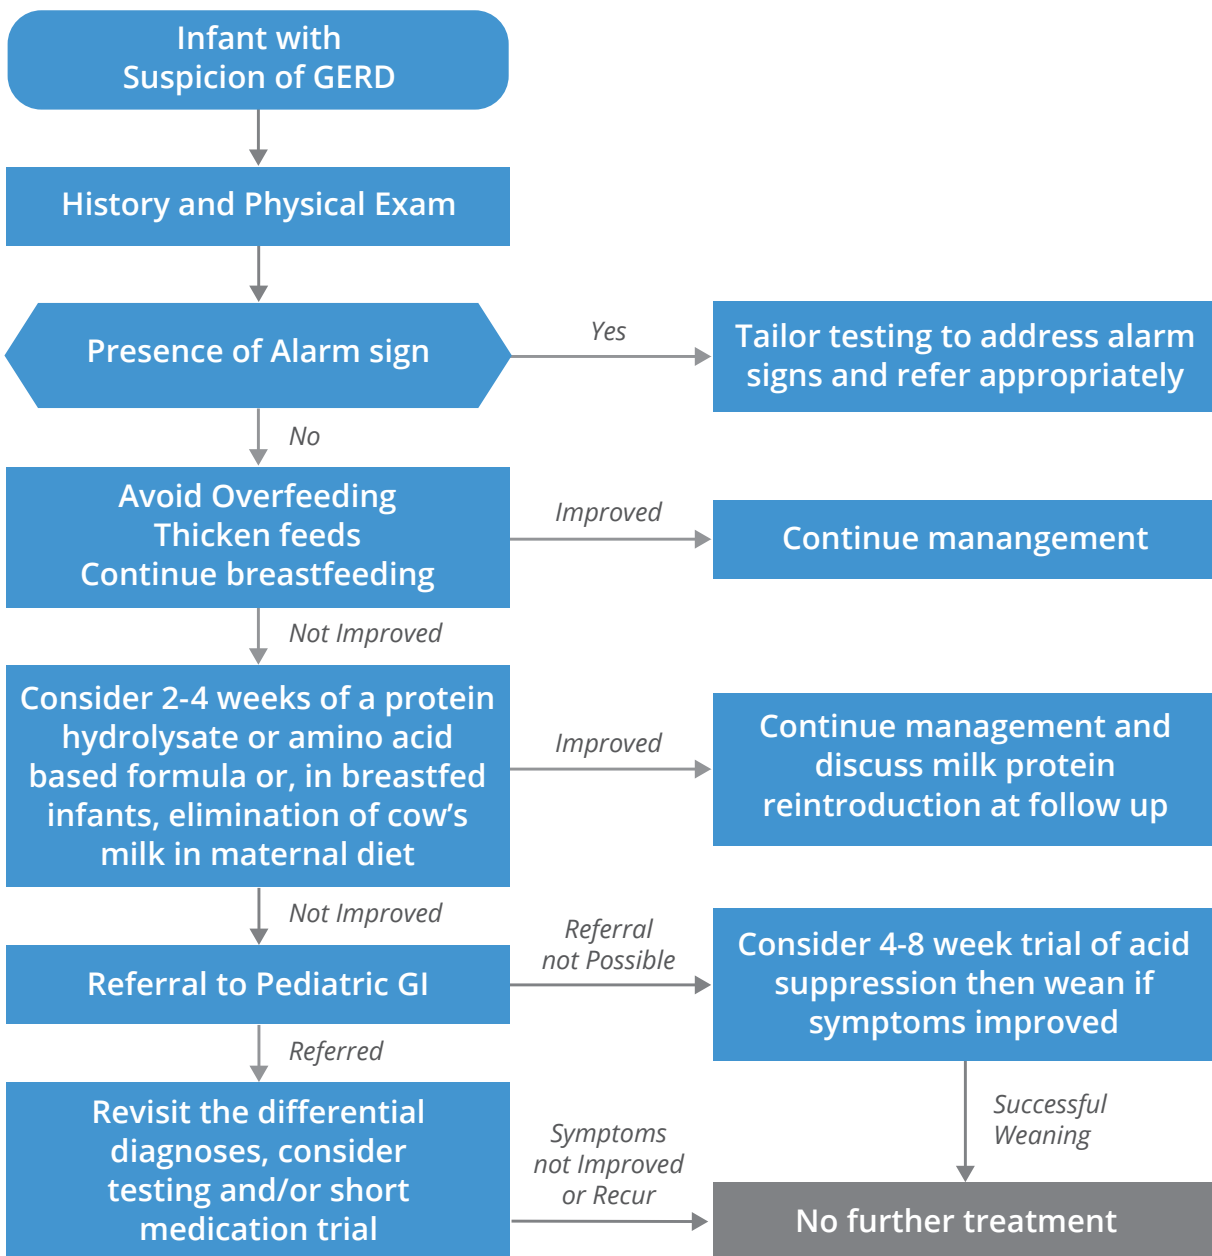 Infant with
Suspicion of GERD
History and Physical Exam
Presence of Alarm sign
Yes
Tailor testing to address alarm
signs and refer appropriately
No
Avoid Overfeeding
Thicken feeds
Continue breastfeeding
Improved
Continue manangement
Not Improved
Consider 2-4 weeks of a protein
hydrolysate or amino acid
based formula or, in breastfed
infants, elimination of cow’s
milk in maternal diet
Improved
Continue management and
discuss milk protein
reintroduction at follow up
Not Improved
Referral to Pediatric GI
Referral
not Possible
Consider 4-8 week trial of acid
suppression then wean if
symptoms improved
Referred
Revisit the differential
diagnoses, consider
testing and/or short
medication trial
Symptoms
not Improved
or Recur
Successful
Weaning
No further treatment